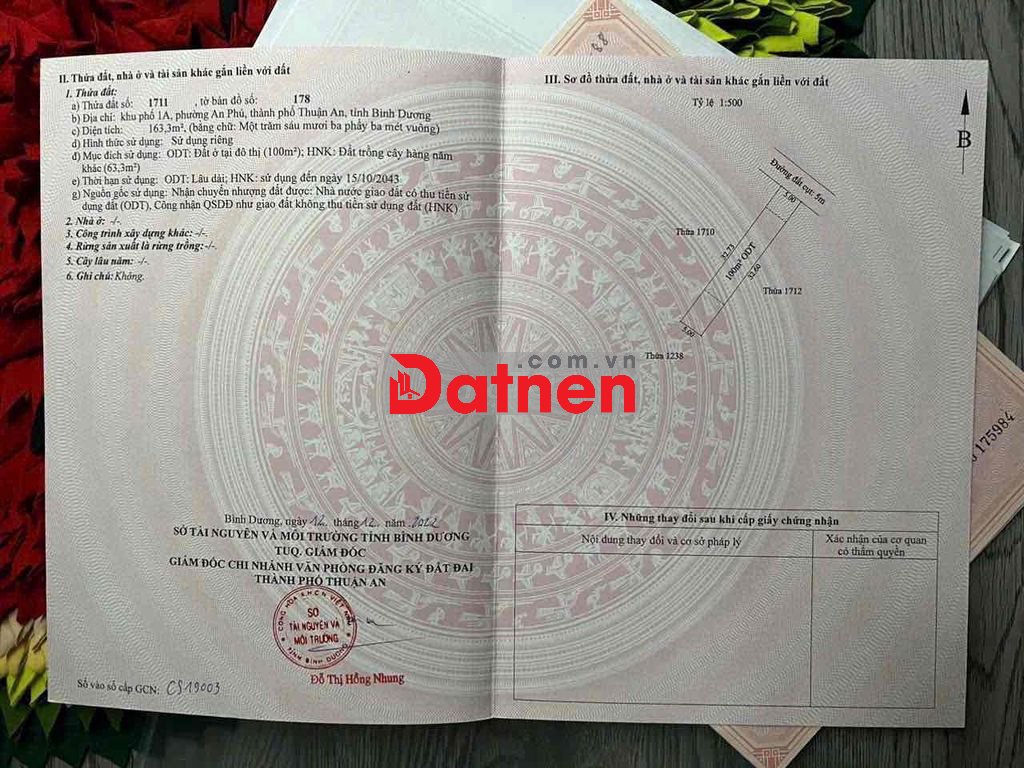 II. Thửa đất, nhà ở và tài sản khác gắn liền với đất
1. Thửa đất:
a) Thửa đất số: 1711 , tờ bản đồ số: 178
b) Địa chỉ: khu phố 1A, phường An Phú, thành phố Thuận An, tỉnh Bình Dương
c) Diện tích: 163,3m², (bằng chữ: Một trăm sáu mươi ba phẩy ba mét vuông)
d) Hình thức sử dụng: Sử dụng riêng
đ) Mục đích sử dụng: ODT: Đất ở tại đô thị (100m²); HNK: Đất trồng cây hàng năm
khác (63,3m²)
e) Thời hạn sử dụng: ODT: Lâu dài; HNK: sử dụng đến ngày 15/10/2043
g) Nguồn gốc sử dụng: Nhận chuyển nhượng đất được: Nhà nước giao đất có thu tiền sử
dụng đất (ODT), Công nhận QSDĐ như giao đất không thu tiền sử dụng đất (HNK)
2. Nhà ở: -/-.
3. Công trình xây dựng khác: -/-.
4. Rừng sản xuất là rừng trồng:-/-.
5. Cây lâu năm: -/-.
6. Ghi chú:Không.
Bình Dương, ngày 12 tháng 12 năm 2022
SỞ TÀI NGUYÊN VÀ MÔI TRƯỜNG TỈNH BÌNH DƯƠNG
TUQ. GIÁM ĐỐC
GIÁM ĐỐC CHI NHÁNH VĂN PHÒNG ĐĂNG KÝ ĐẤT ĐAI
THÀNH PHỐ THUẬN AN
CỘNG HÒA X.H.C.N VIỆT NAM
SỞ
TÀI NGUYÊN VÀ
MÔI TRƯỜNG
TỈNH BÌNH DƯƠNG
Đỗ Thị Hồng Nhung
Số vào sổ cấp GCN: CS19003
III. Sơ đồ thửa đất, nhà ở và tài sản khác gắn liền với đất
Tỷ lệ 1:500
B
Đường đất cụt: 5m
5.00
Thửa 1710
32.73
100m² ODT
32.60
Thửa 1712
5.00
Thửa 1238
.com.vn
Datnen
IV. Những thay đổi sau khi cấp giấy chứng nhận
Nội dung thay đổi và cơ sở pháp lý
Xác nhận của cơ quan
có thẩm quyền
175984